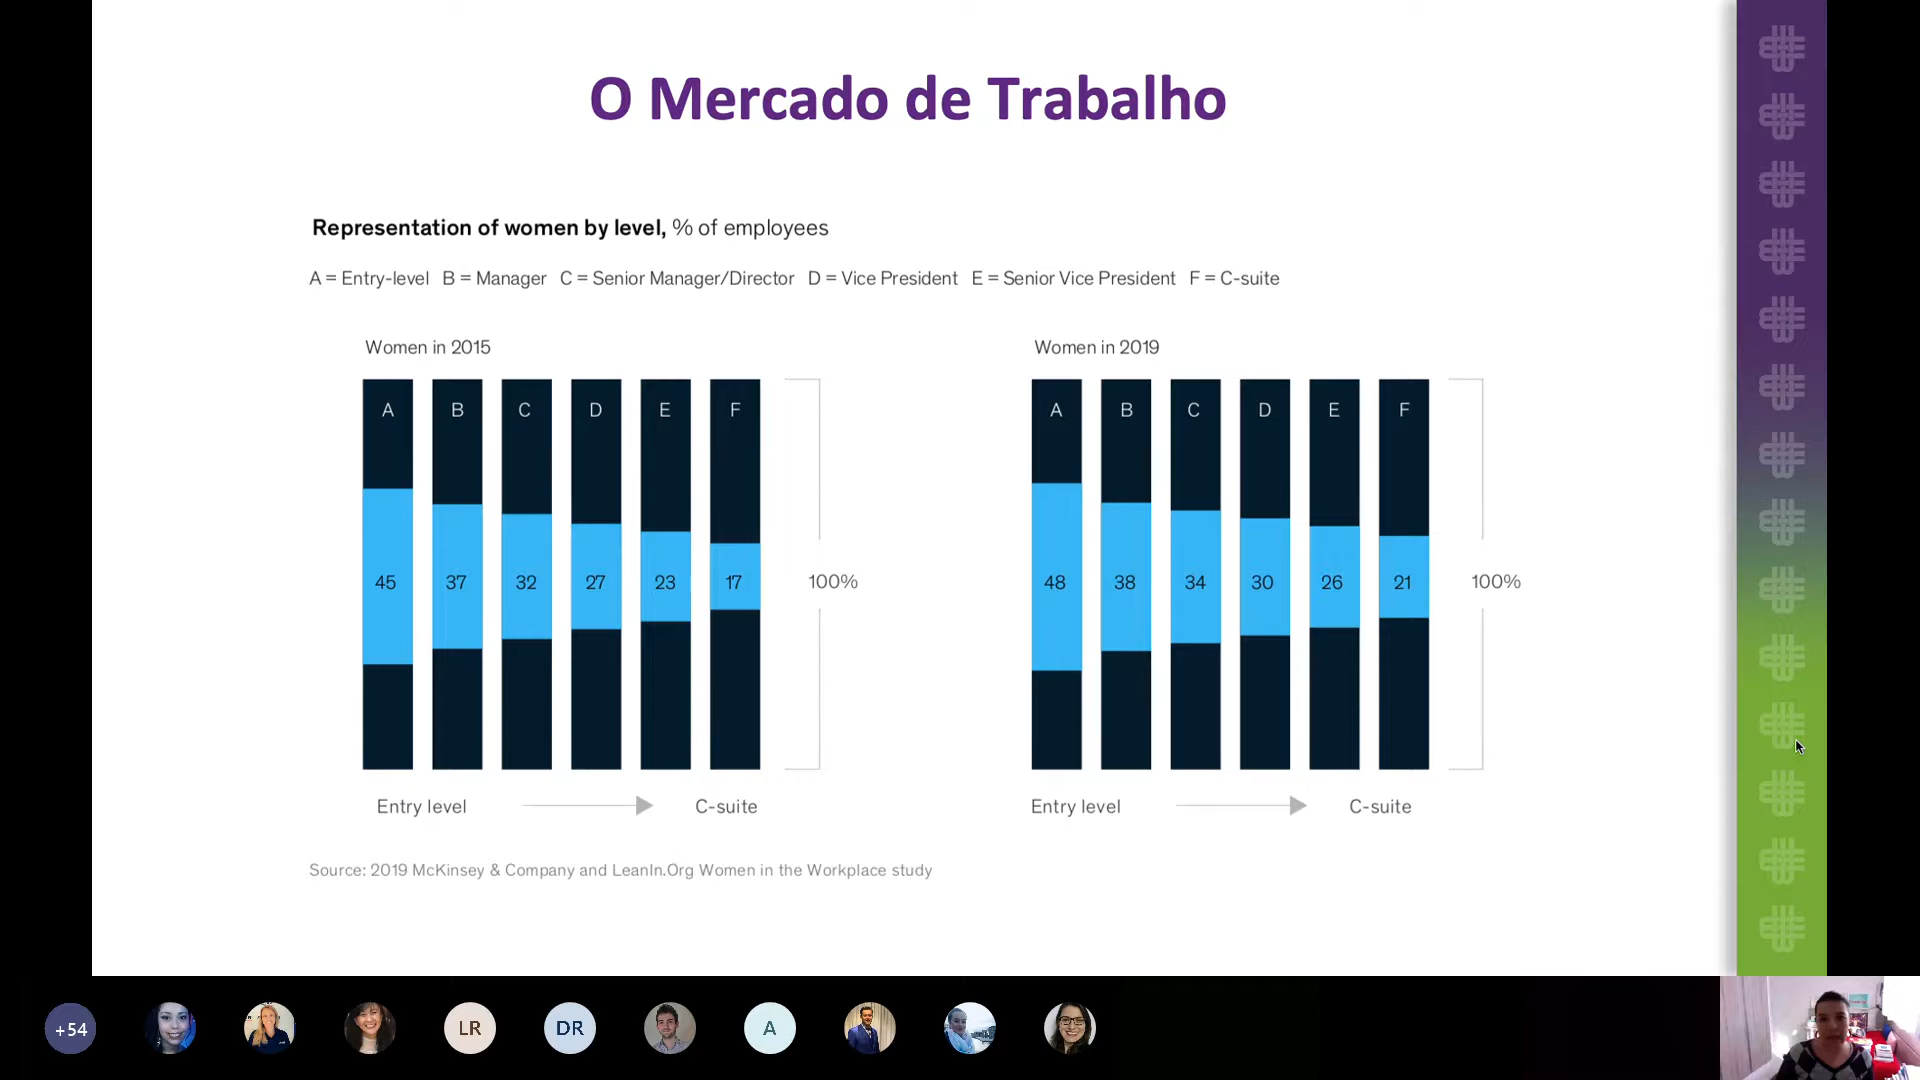 O Mercado de Trabalho
Representation of women by level, % of employees
A = Entry-level B = Manager C = Senior Manager/Director D = Vice President E = Senior Vice President F = C-suite
Women in 2015
A B C D E F
45 37 32 27 23 17 100%
Entry level C-suite
Women in 2019
A B C D E F
48 38 34 30 26 21 100%
Entry level C-suite
Source: 2019 McKinsey & Company and LeanIn.Org Women in the Workplace study
+54 LR DR A